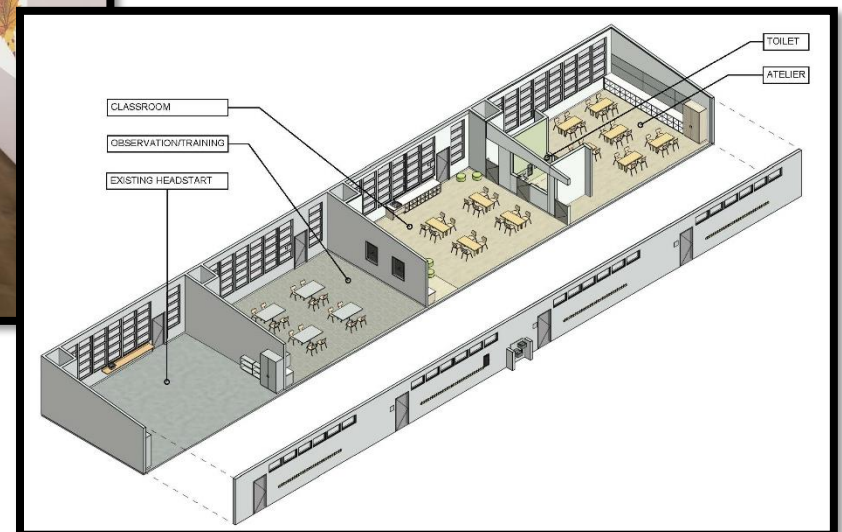 TOILET
ATELIER
CLASSROOM
OBSERVATION/TRAINING
EXISTING HEADSTART